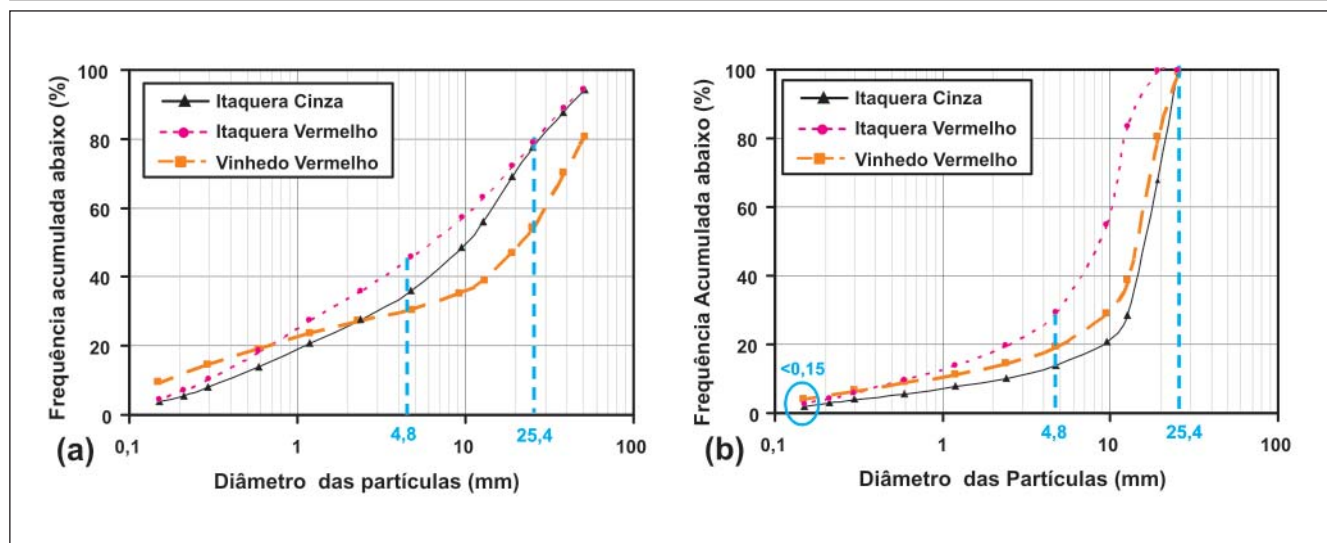 Frequência acumulada abaixo (%)
100
80
60
40
20
0
Itaquera Cinza
Itaquera Vermelho
Vinhedo Vermelho
0,1
1
4,8
10
25,4
100
(a)
Diâmetro das partículas (mm)
Frequência Acumulada abaixo (%)
100
80
60
40
20
0
Itaquera Cinza
Itaquera Vermelho
Vinhedo Vermelho
<0,15
0,1
1
4,8
10
25,4
100
(b)
Diâmetro das Partículas (mm)